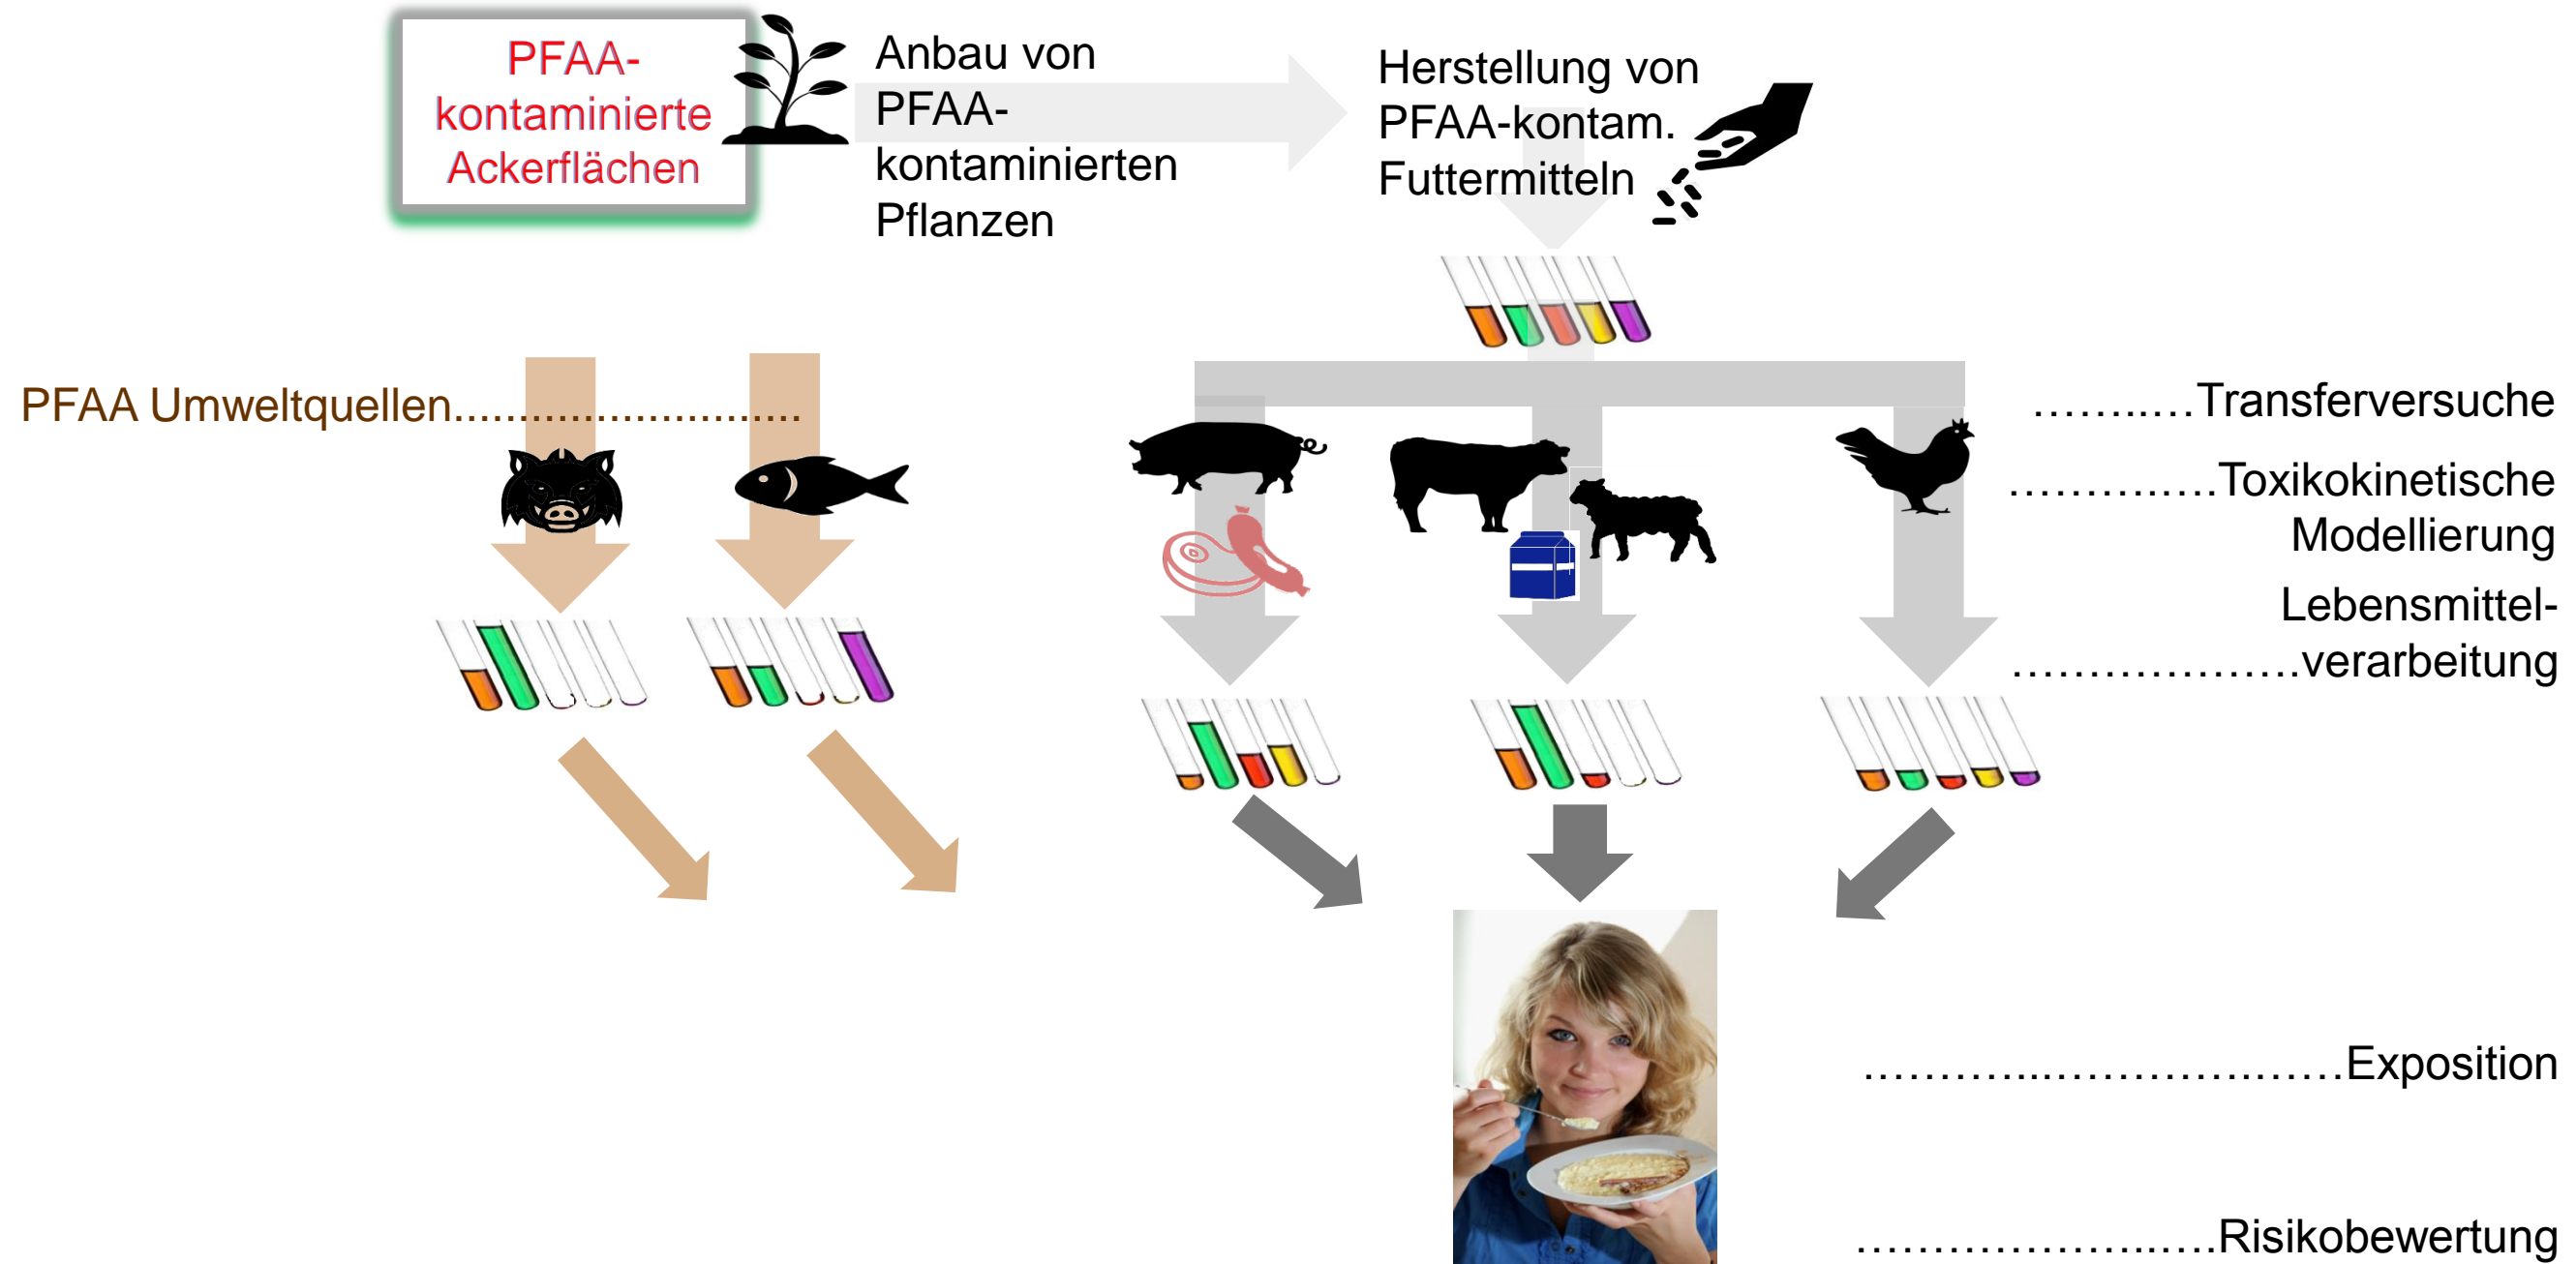 PFAA-
kontaminierte
Ackerflächen
Anbau von
PFAA-
kontaminierten
Pflanzen
Herstellung von
PFAA-kontam.
Futtermitteln
PFAA Umweltquellen...........................
……..…Transferversuche
……….….Toxikokinetische
Modellierung
Lebensmittel-
……………….…verarbeitung
…………...……………..……Exposition
………………….….Risikobewertung